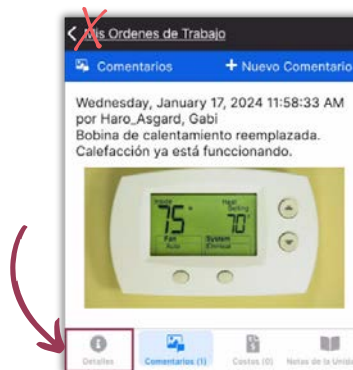 Mis Ordenes de Trabajo
Comentarios + Nuevo Comentario
Wednesday, January 17, 2024 11:58:33 AM
por Haro_Asgard, Gabi
Bobina de calentamiento reemplazada.
Calefacción ya está funccionando.
Inside Heat
Setting
75° 70°
Fan System
Auto
Detalles Comentarios (1) Costos (0) Notas de la Unida